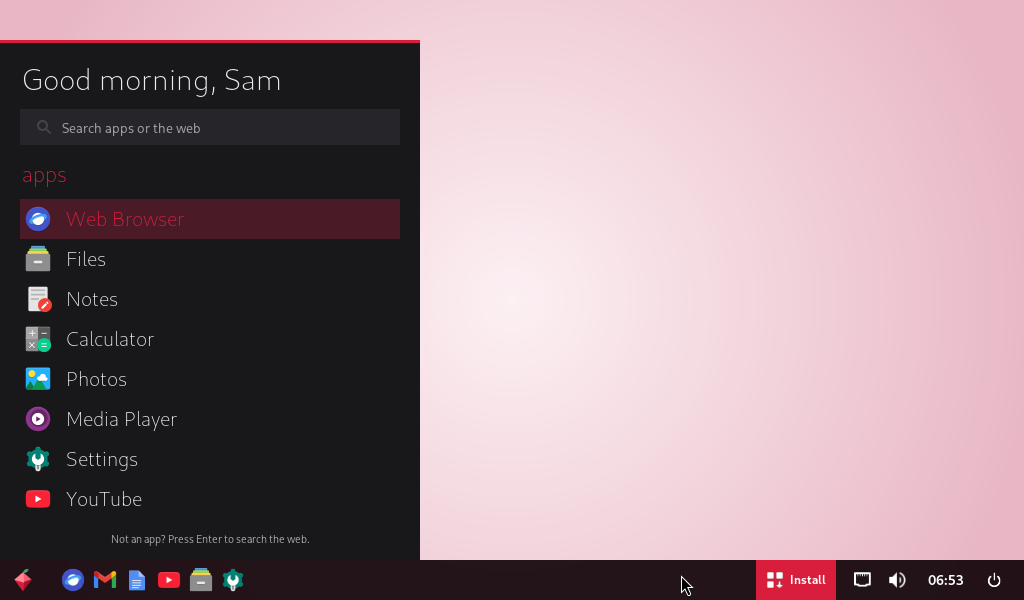 Good morning, Sam
Search apps or the web
apps
Web Browser
Files
Notes
Calculator
Photos
Media Player
Settings
YouTube
Not an app? Press Enter to search the web.
Install
06:53